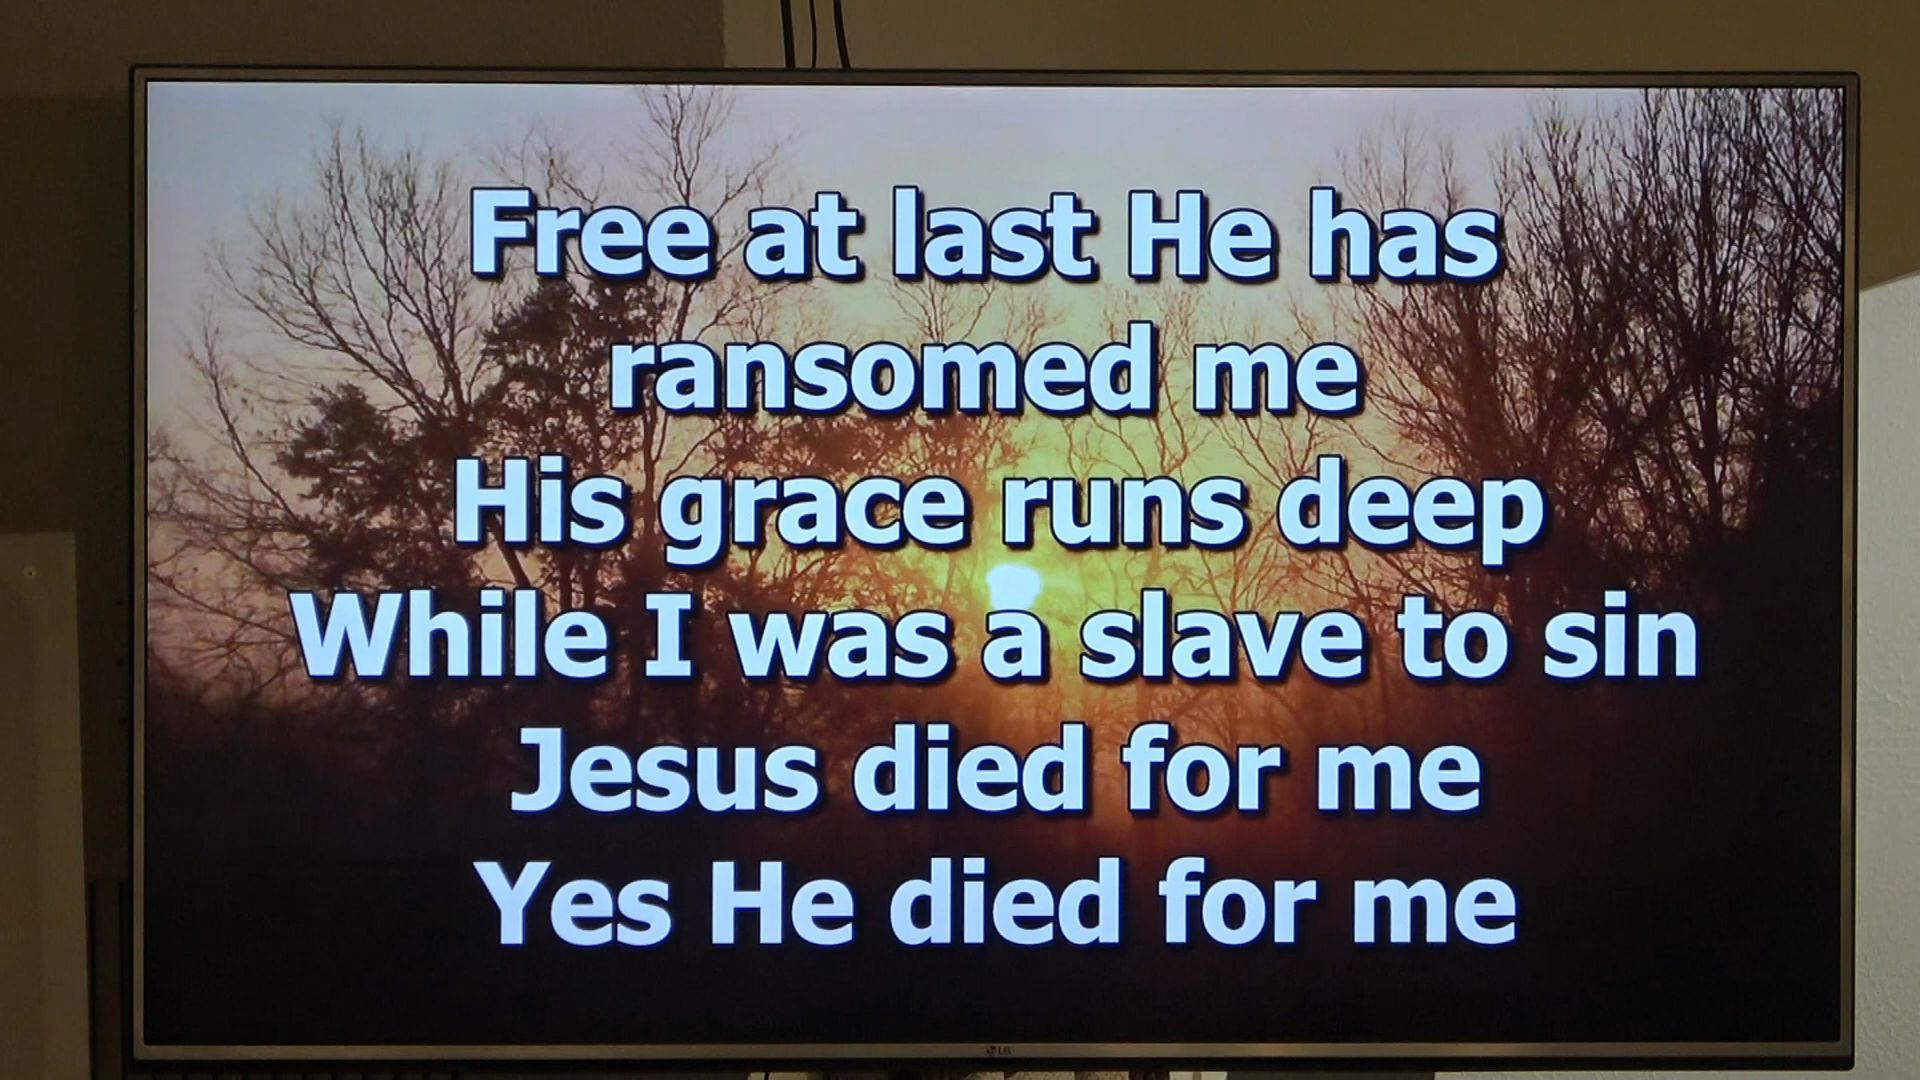 Free at last He has
ransomed me
His grace runs deep
While I was a slave to sin
Jesus died for me
Yes He died for me
LG